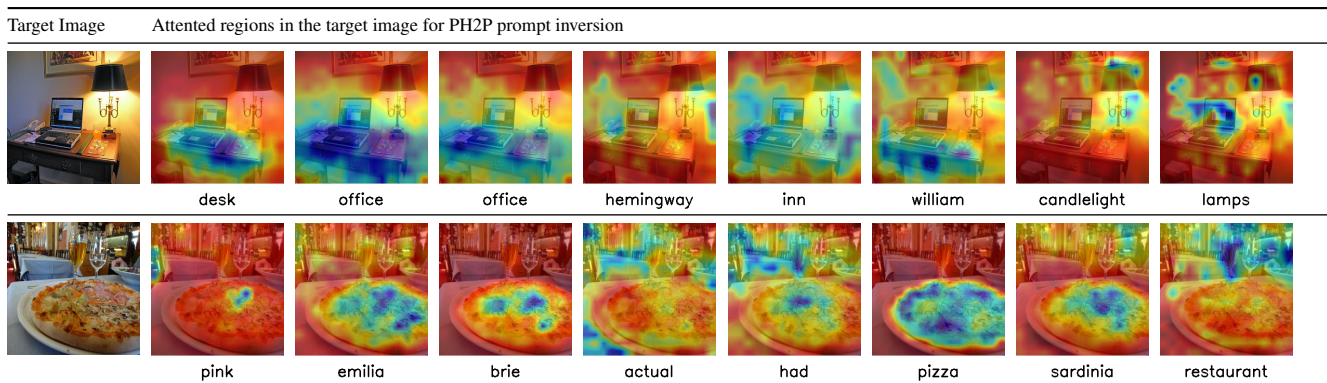 Target Image Attented regions in the target image for PH2P prompt inversion
desk office office hemingway inn william candlelight lamps
pink emilia brie actual had pizza sardinia restaurant